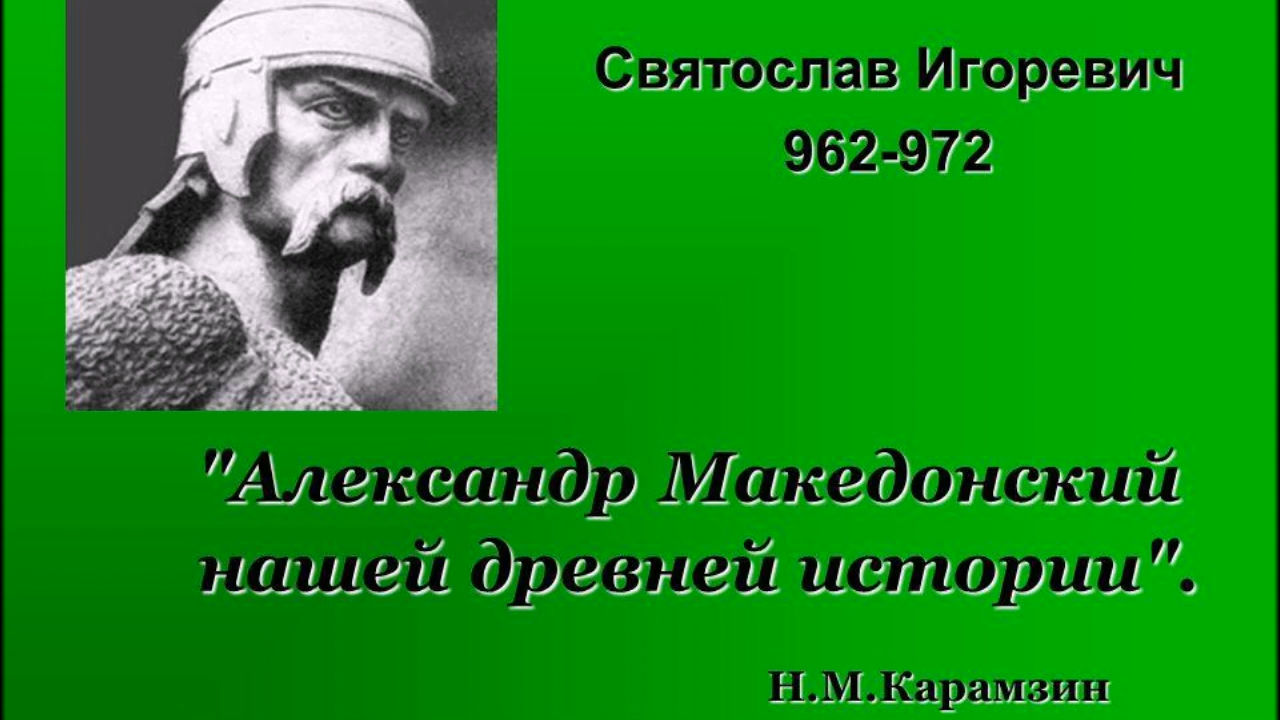 Святослав Игоревич
962-972
"Александр Македонский
нашей древней истории".
Н.М.Карамзин